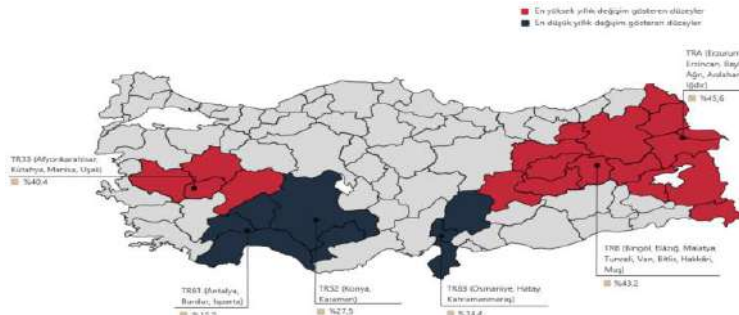 En yüksek yıllık değişim gösteren düzeyler
En düşük yıllık değişim gösteren düzeyler
TRA (Erzurum,
Erzincan, Bay
Ağrı, Ardahan
Iğdır)
%45,6
TR33 (Afyonkarahisar,
Kütahya, Manisa, Uşak)
%40,4
TRB (Bingöl, Elazığ, Malatya
Tunceli, Van, Bitlis, Hakkâri,
Muş)
%43,2
TR61 (Antalya,
Burdur, Isparta)
TR52 (Konya,
Karaman)
%27,5
TR63 (Osmaniye, Hatay
Kahramanmaraş)